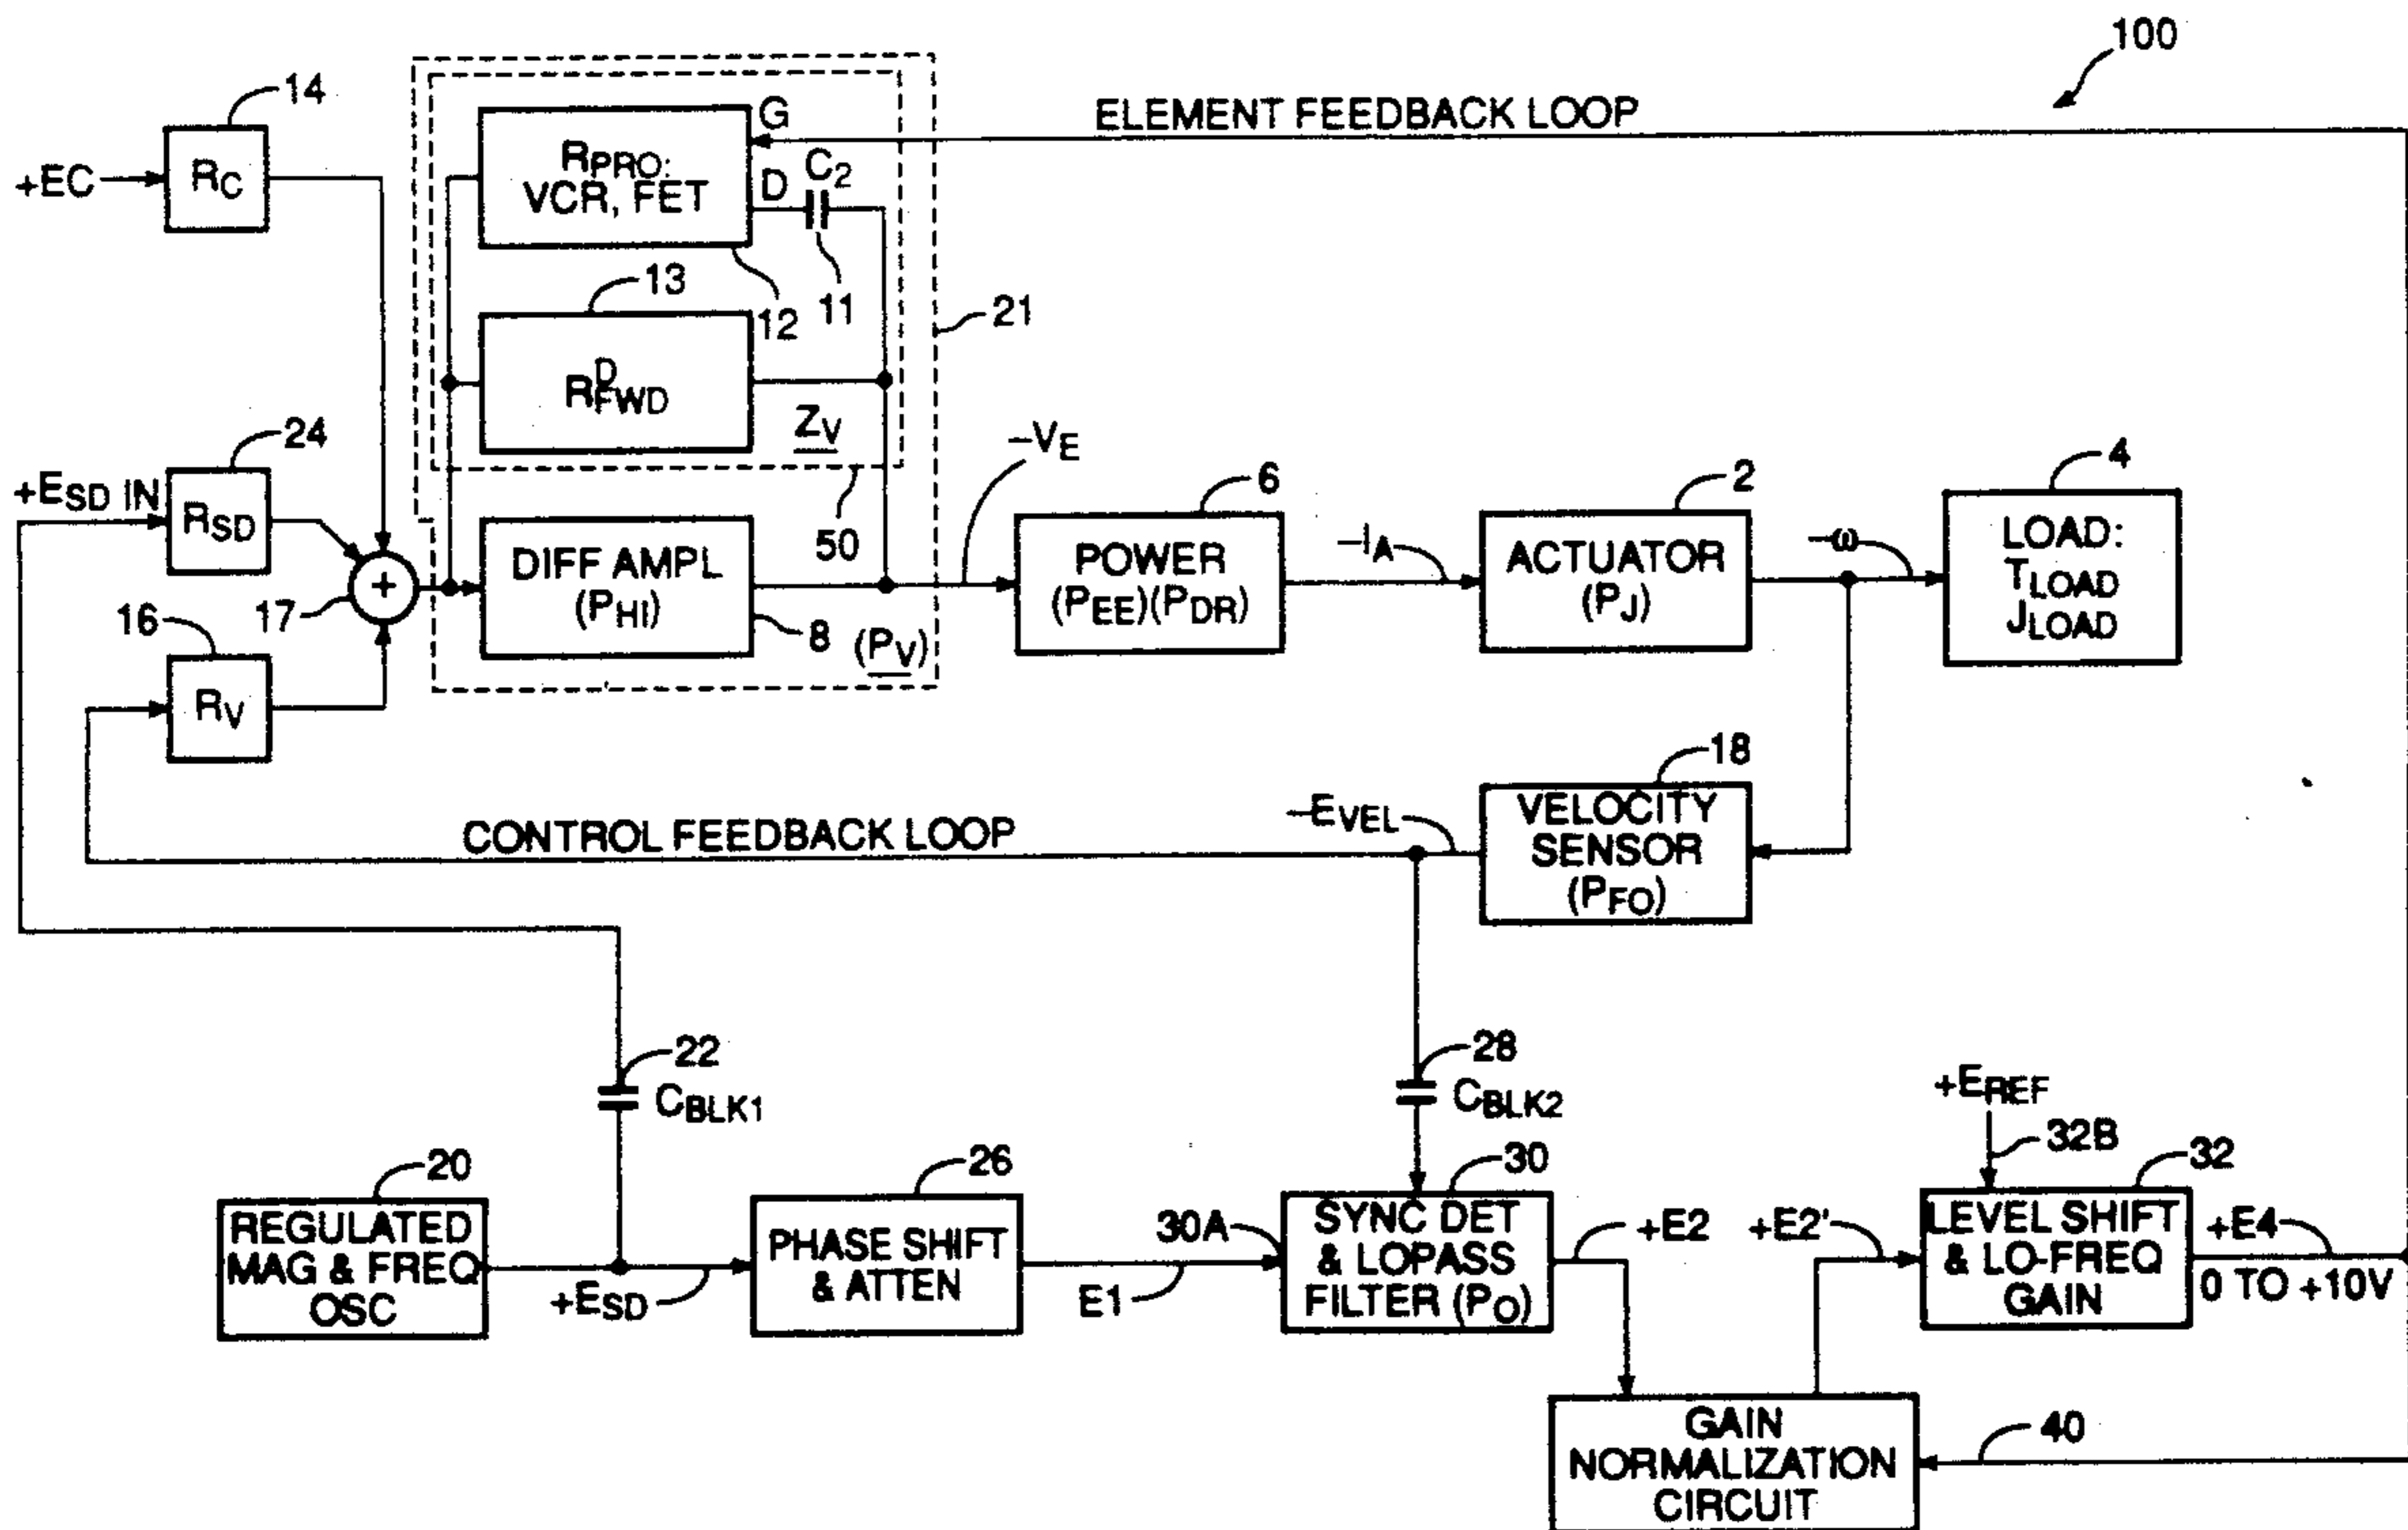 100
14
ELEMENT FEEDBACK LOOP
G
+EC
RC
RPRO:
VCR, FET
D
C2
13
12
11
21
RDFWD
ZV
24
+ESD IN
RSD
50
–VE
6
2
4
DIFF AMPL
(PHI)
POWER
(PEE)(PDR)
–IA
ACTUATOR
(PJ)
–ω
LOAD:
TLOAD
JLOAD
+
17
16
8
(PV)
RV
18
CONTROL FEEDBACK LOOP
–EVEL
VELOCITY
SENSOR
(PFO)
22
CBLK1
28
CBLK2
+EREF
32B
20
26
30
32
REGULATED
MAG & FREQ
OSC
+ESD
PHASE SHIFT
& ATTEN
30A
E1
SYNC DET
& LOPASS
FILTER (PO)
+E2
+E2'
LEVEL SHIFT
& LO-FREQ
GAIN
+E4
0 TO +10V
GAIN
NORMALIZATION
CIRCUIT
40